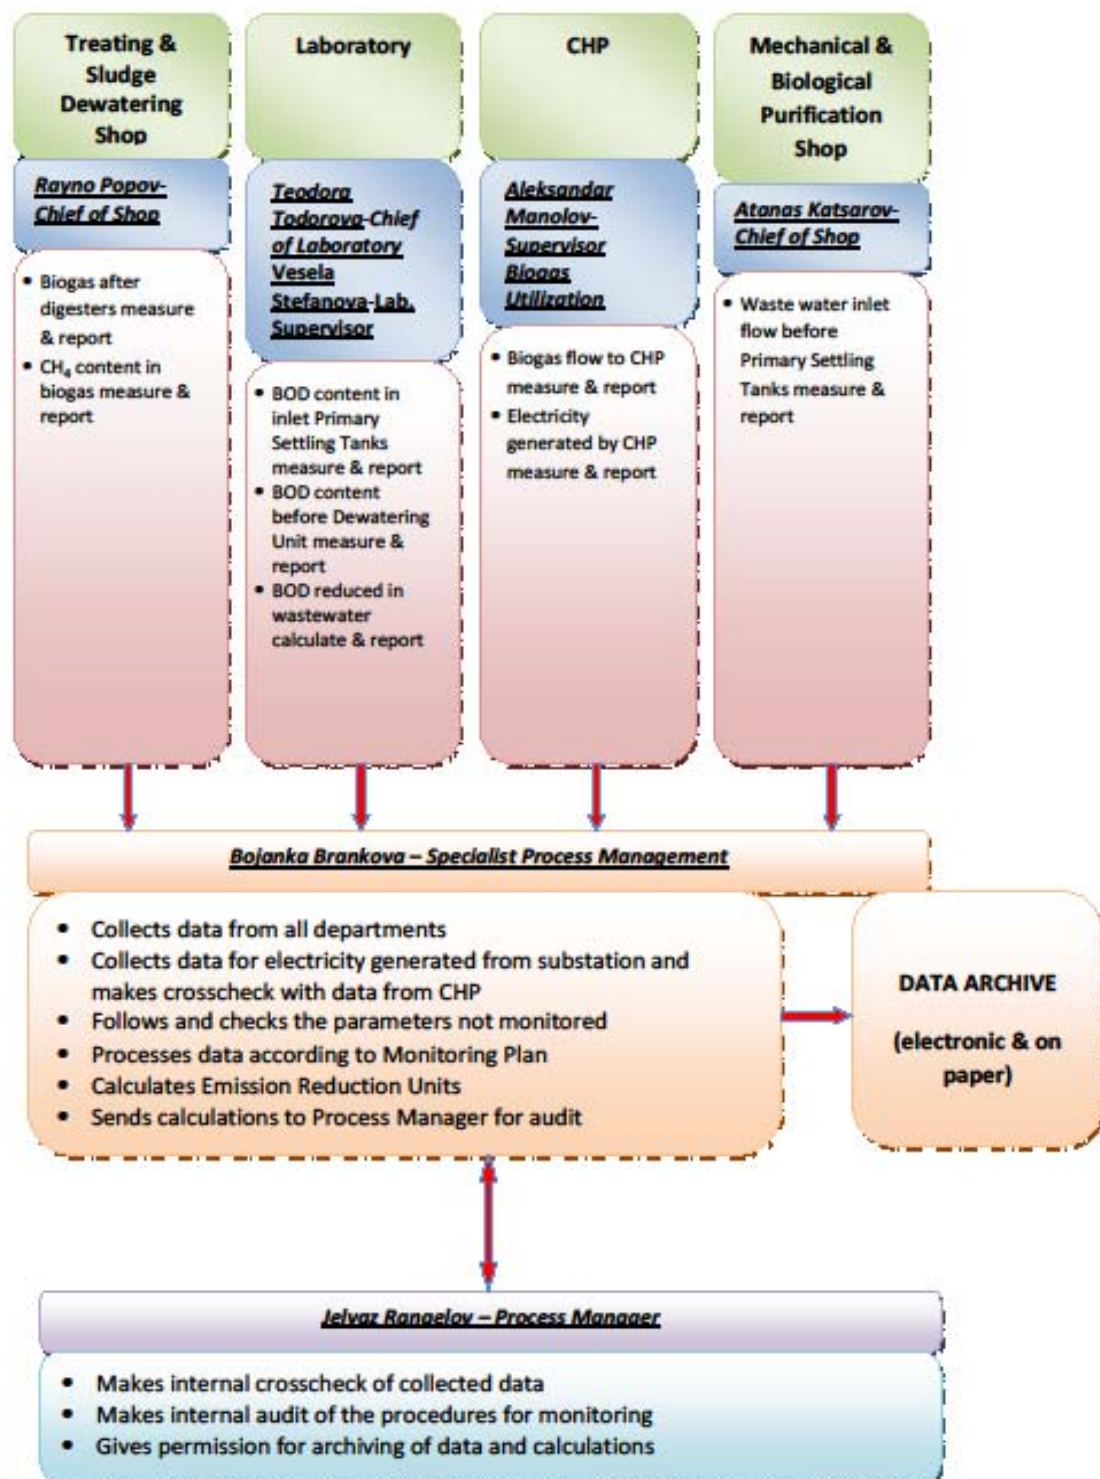 Treating &
Sludge
Dewatering
Shop
Rayno Popov-
Chief of Shop
• Biogas after
digesters measure
& report
• CH₄ content in
biogas measure &
report
Laboratory
Teodora
Todorova-Chief
of Laboratory
Vesela
Stefanova-Lab.
Supervisor
• BOD content in
inlet Primary
Settling Tanks
measure & report
• BOD content
before Dewatering
Unit measure &
report
• BOD reduced in
wastewater
calculate & report
CHP
Aleksandar
Manolov-
Supervisor
Biogas
Utilization
• Biogas flow to CHP
measure & report
• Electricity
generated by CHP
measure & report
Mechanical &
Biological
Purification
Shop
Atanas Katsarov-
Chief of Shop
• Waste water inlet
flow before
Primary Settling
Tanks measure &
report
Bojanka Brankova – Specialist Process Management
• Collects data from all departments
• Collects data for electricity generated from substation and
makes crosscheck with data from CHP
• Follows and checks the parameters not monitored
• Processes data according to Monitoring Plan
• Calculates Emission Reduction Units
• Sends calculations to Process Manager for audit
DATA ARCHIVE
(electronic & on
paper)
Jelvaz Rangelov – Process Manager
• Makes internal crosscheck of collected data
• Makes internal audit of the procedures for monitoring
• Gives permission for archiving of data and calculations